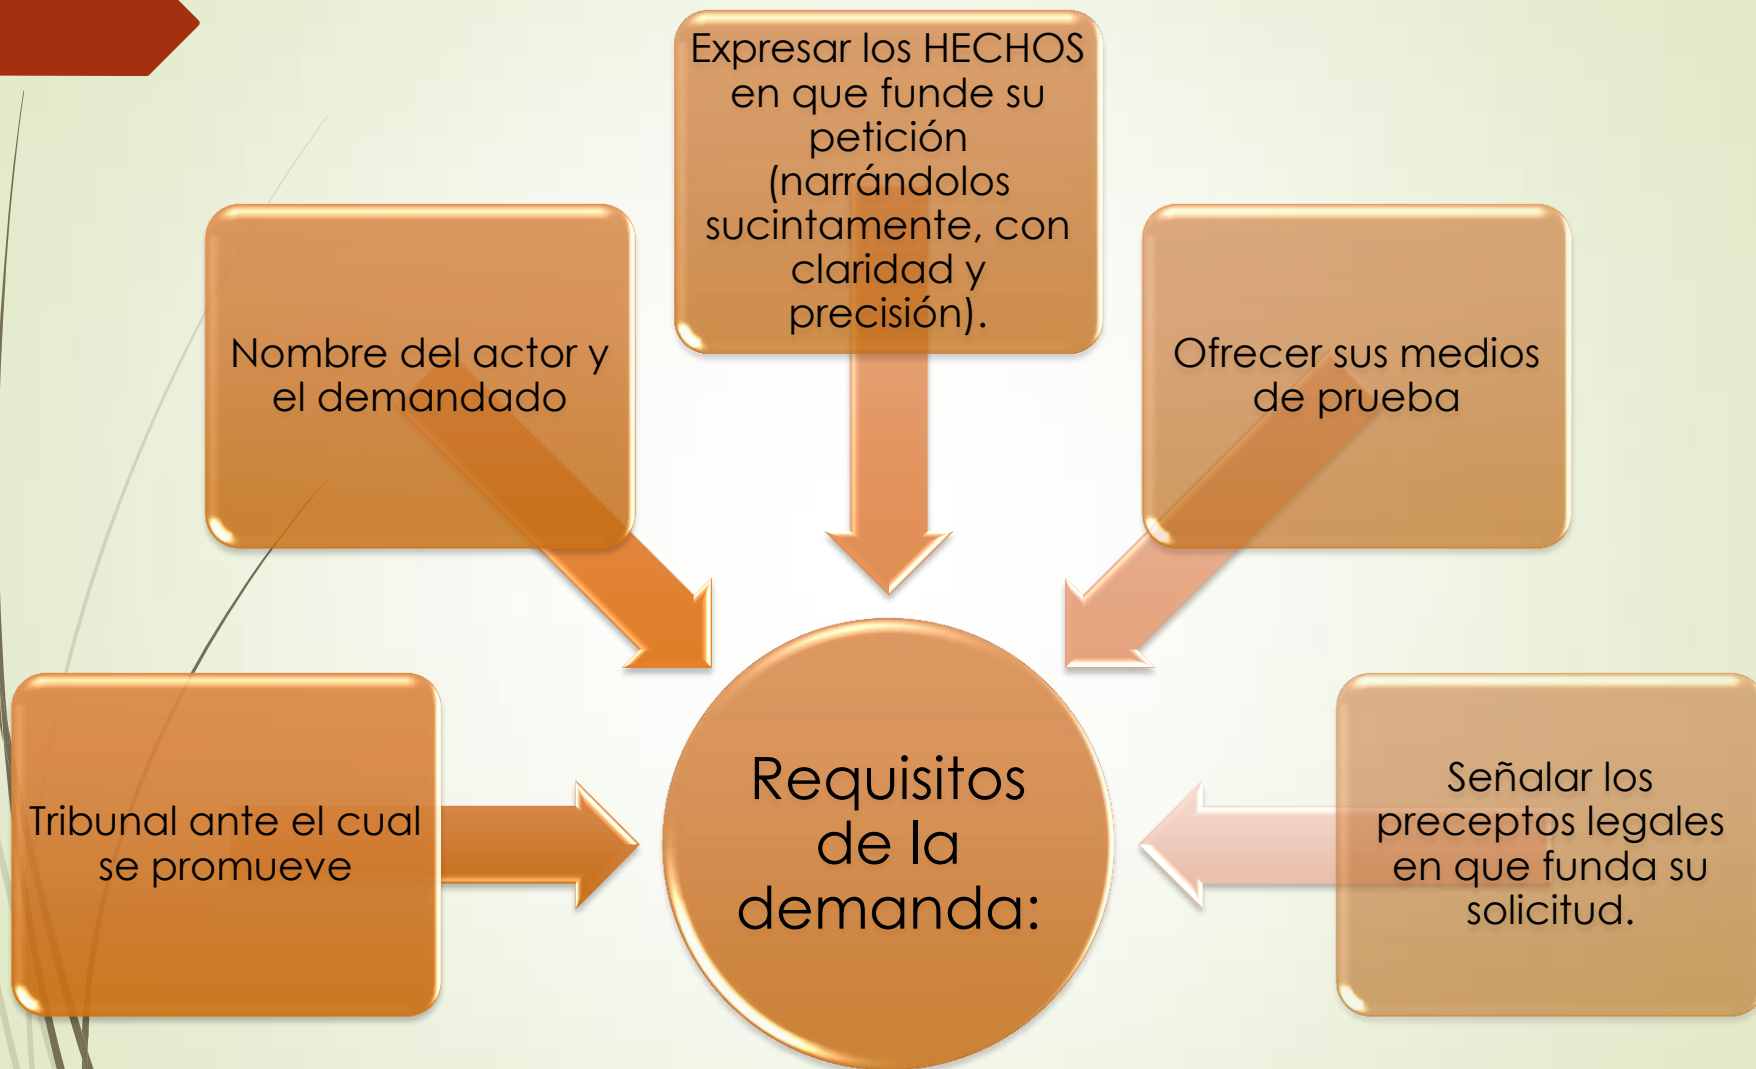 Expresar los HECHOS
en que funde su
petición
(narrándolos
sucintamente, con
claridad y
precisión).
Nombre del actor y
el demandado
Ofrecer sus medios
de prueba
Tribunal ante el cual
se promueve
Requisitos
de la
demanda:
Señalar los
preceptos legales
en que funda su
solicitud.